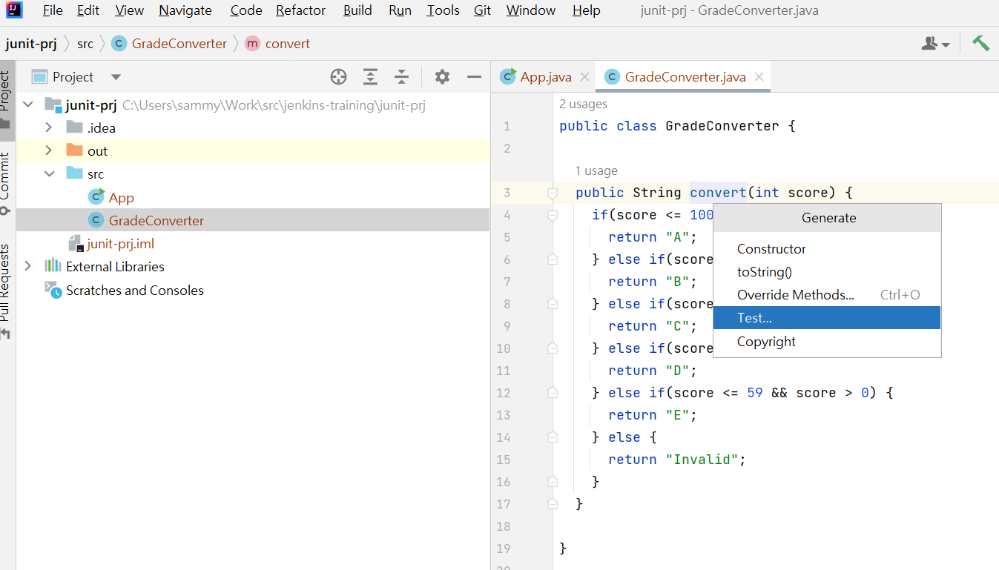 File Edit View Navigate Code Refactor Build Run Tools Git Window Help junit-prj - GradeConverter.java
junit-prj src C GradeConverter m convert
Project
Commit
Pull Requests
Project
junit-prj C:\Users\sammy\Work\src\jenkins-training\junit-prj
.idea
out
src
C App
C GradeConverter
junit-prj.iml
External Libraries
Scratches and Consoles
C App.java C GradeConverter.java
2 usages
1 public class GradeConverter {
2
1 usage
3 public String convert(int score) {
4 if(score <= 100
5 return "A";
6 } else if(score
7 return "B";
8 } else if(score
9 return "C";
10 } else if(score
11 return "D";
12 } else if(score <= 59 && score > 0) {
13 return "E";
14 } else {
15 return "Invalid";
16 }
17 }
18
19 }
Generate
Constructor
toString()
Override Methods... Ctrl+O
Test...
Copyright